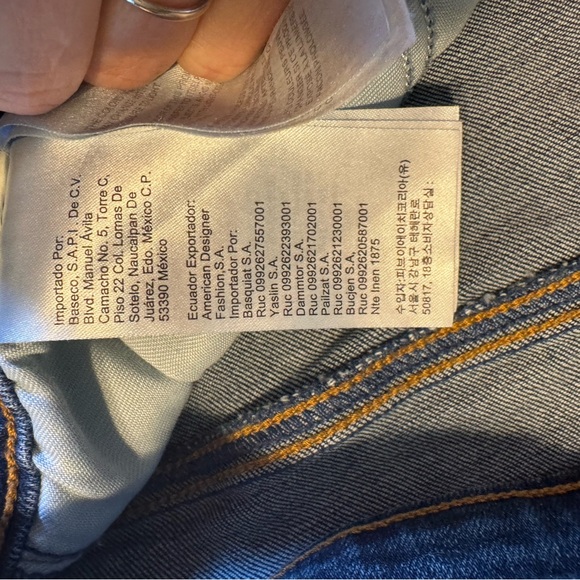 Importado Por:
Baseco, S.A.P.I . De C.V.
Blvd. Manuel Ávila
Camacho No. 5, Torre C,
Piso 22 Col. Lomas De
Sotelo, Naucalpan De
Juárez, Edo. México C.P.
53390 México
Ecuador Exportador:
American Designer
Fashion,S.A.
Importado Por:
Basquiat S.A.
Ruc 0992627557001
Yaslin S.A.
Ruc 0992622393001
Dammtor S.A.
Ruc 0992621702001
Palizat S.A.
Ruc 0992621230001
Bucjen S.A.
Ruc 0992620587001
Nte Inen 1875
수입자:피브이에이치코리아(유)
서울시 강남구 테헤란로
50817, 18층소비자상담실 :